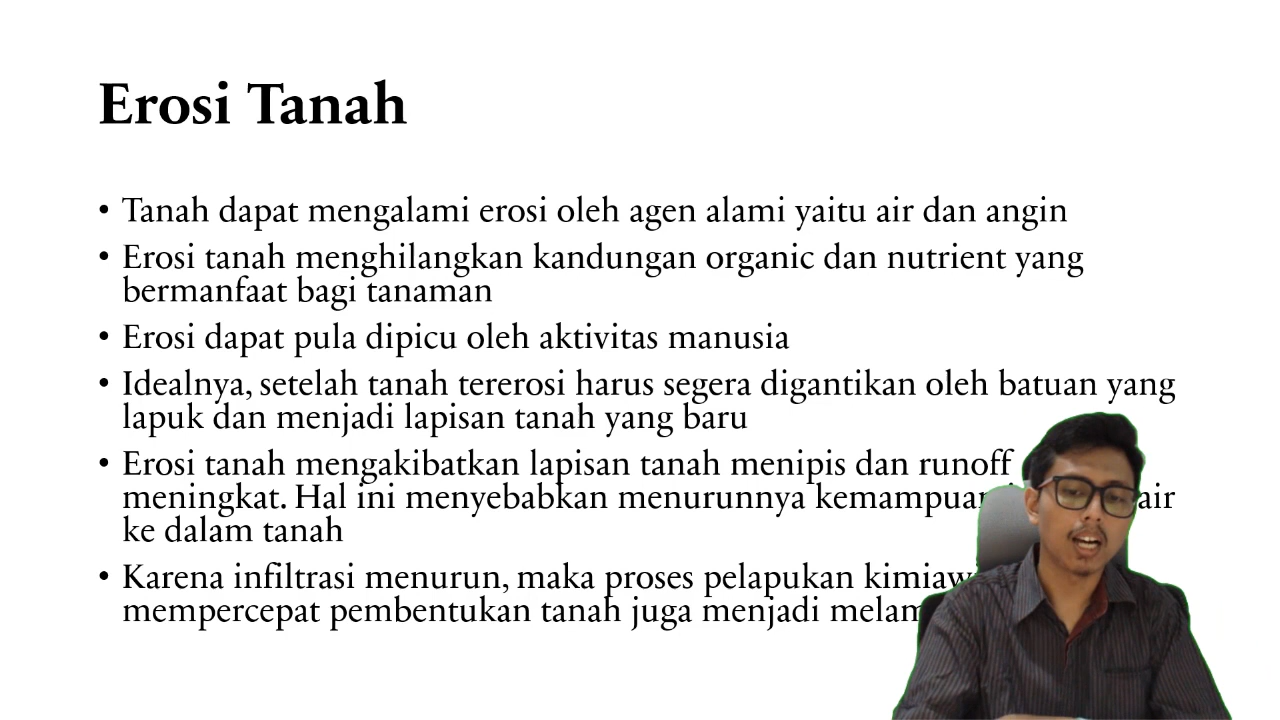 Erosi Tanah
• Tanah dapat mengalami erosi oleh agen alami yaitu air dan angin
• Erosi tanah menghilangkan kandungan organic dan nutrient yang
bermanfaat bagi tanaman
• Erosi dapat pula dipicu oleh aktivitas manusia
• Idealnya, setelah tanah tererosi harus segera digantikan oleh batuan yang
lapuk dan menjadi lapisan tanah yang baru
• Erosi tanah mengakibatkan lapisan tanah menipis dan runoff
meningkat. Hal ini menyebabkan menurunnya kemampuan air
ke dalam tanah
• Karena infiltrasi menurun, maka proses pelapukan
mempercepat pembentukan tanah juga menjadi